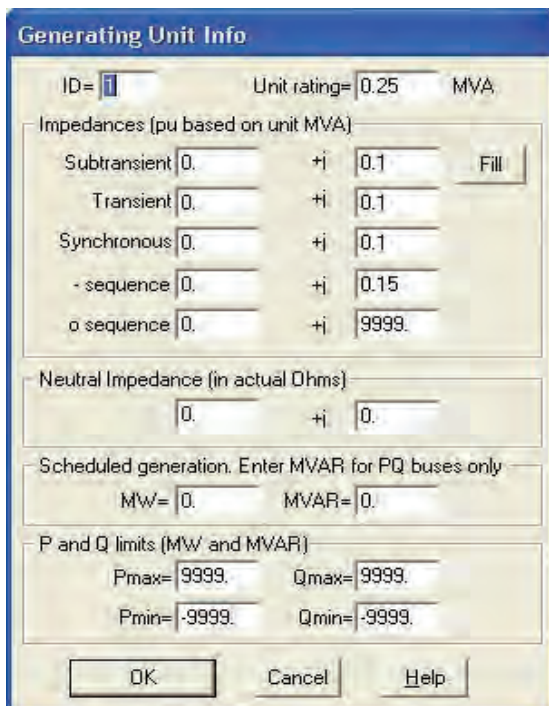 Generating Unit Info
ID= 1 Unit rating= 0.25 MVA
Impedances (pu based on unit MVA)
Subtransient 0. +j 0.1 Fill
Transient 0. +j 0.1
Synchronous 0. +j 0.1
- sequence 0. +j 0.15
o sequence 0. +j 9999.
Neutral Impedance (in actual Ohms)
0. +j 0.
Scheduled generation. Enter MVAR for PQ buses only
MW= 0. MVAR= 0.
P and Q limits (MW and MVAR)
Pmax= 9999. Qmax= 9999.
Pmin= -9999. Qmin= -9999.
OK Cancel Help